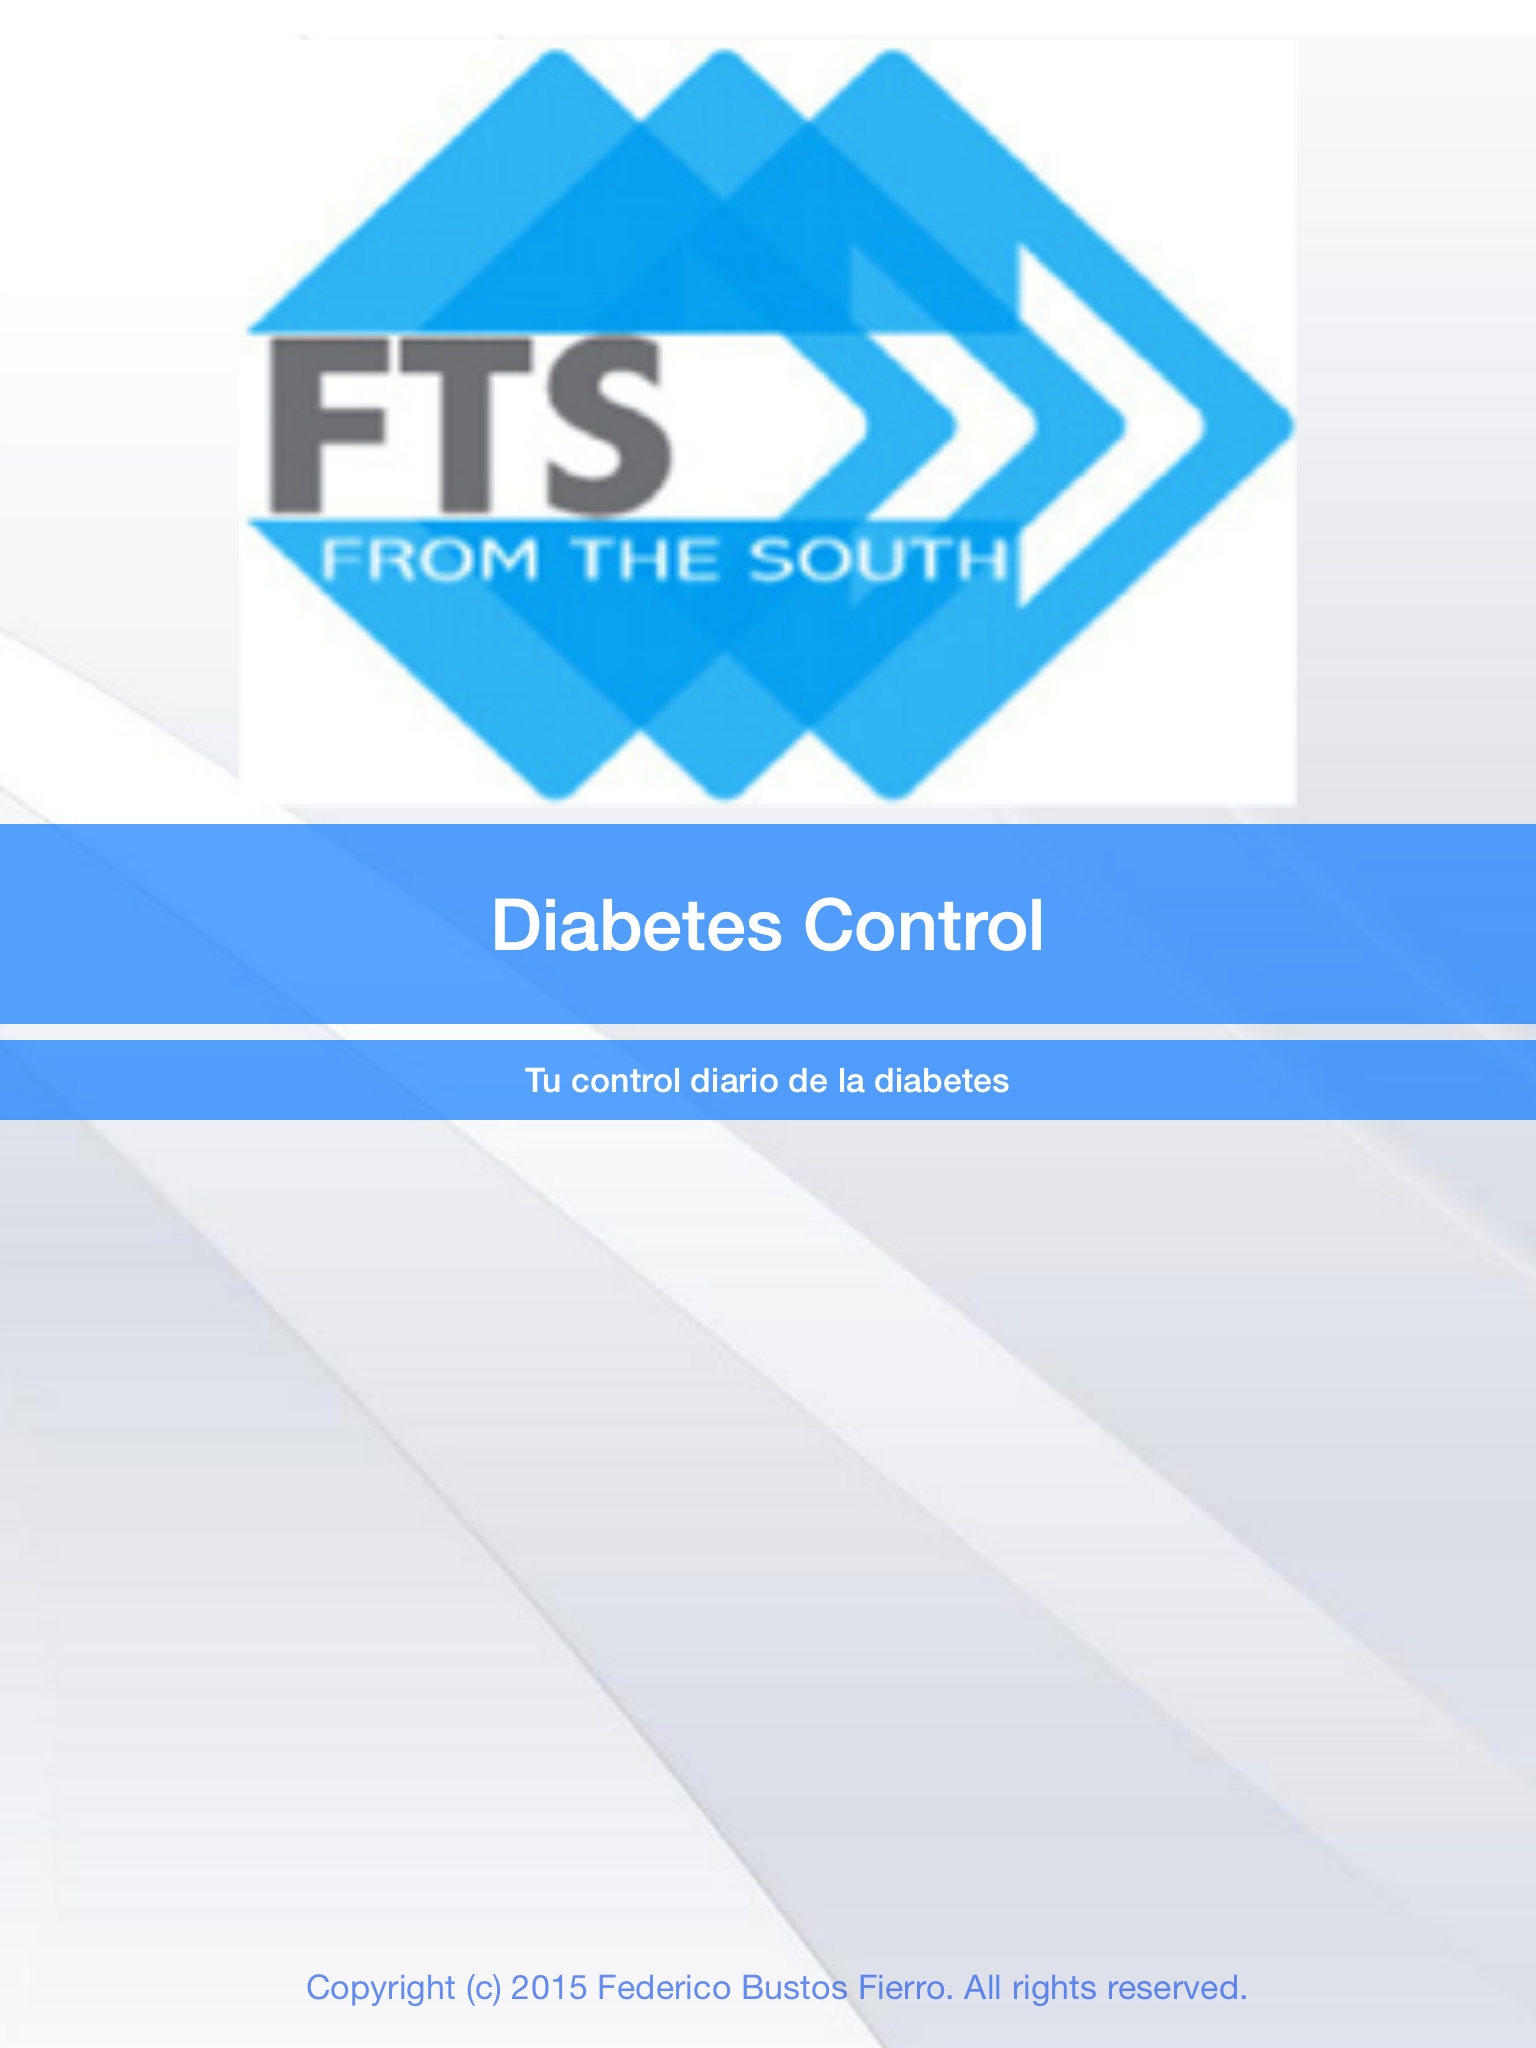 FTS
FROM THE SOUTH
Diabetes Control
Tu control diario de la diabetes
Copyright (c) 2015 Federico Bustos Fierro. All rights reserved.